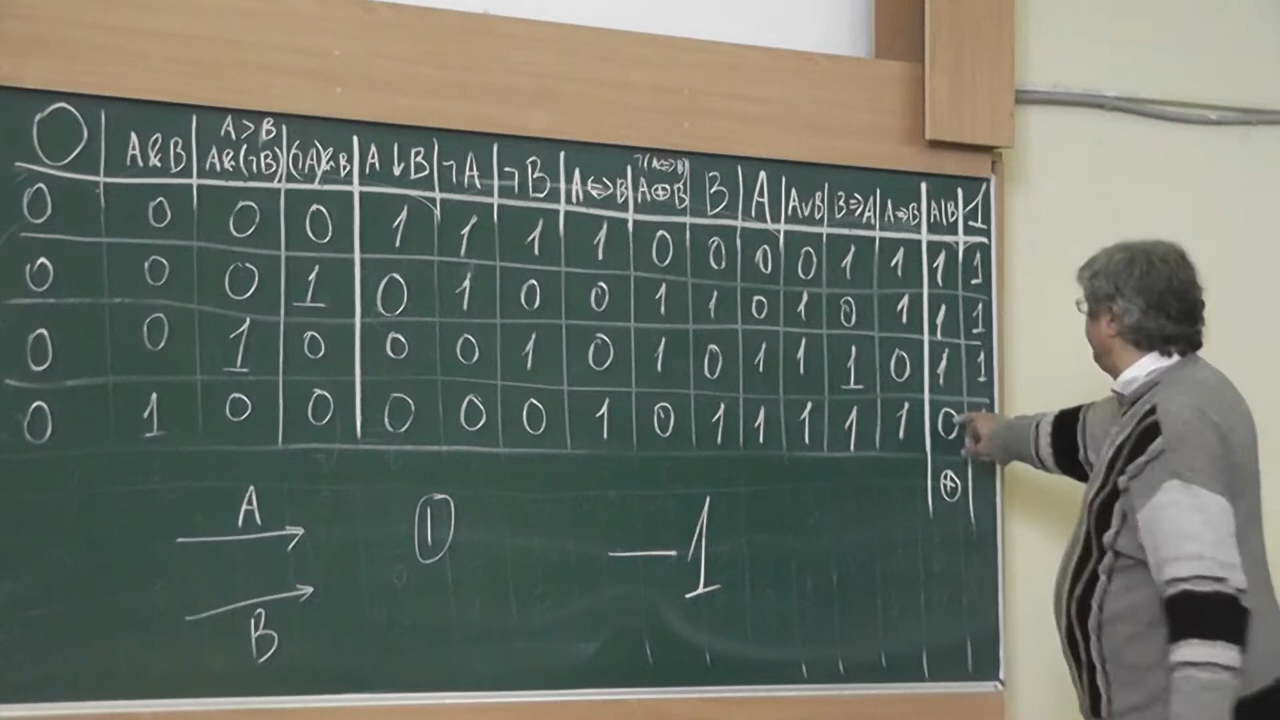 0 A&B A>B A&(¬B) (¬A)&B A↓B ¬A ¬B A⇔B ¬(A⇔B) A⊕B B A A∨B B⇒A A⇒B A|B 1
0 0 0 0 1 1 1 1 0 0 0 0 1 1 1 1
0 0 0 1 0 1 0 0 1 1 0 1 0 1 1 1
0 0 1 0 0 0 1 0 1 0 1 1 1 0 1 1
0 1 0 0 0 0 0 1 0 1 1 1 1 1 0
⊕
A → ① −1
→ B